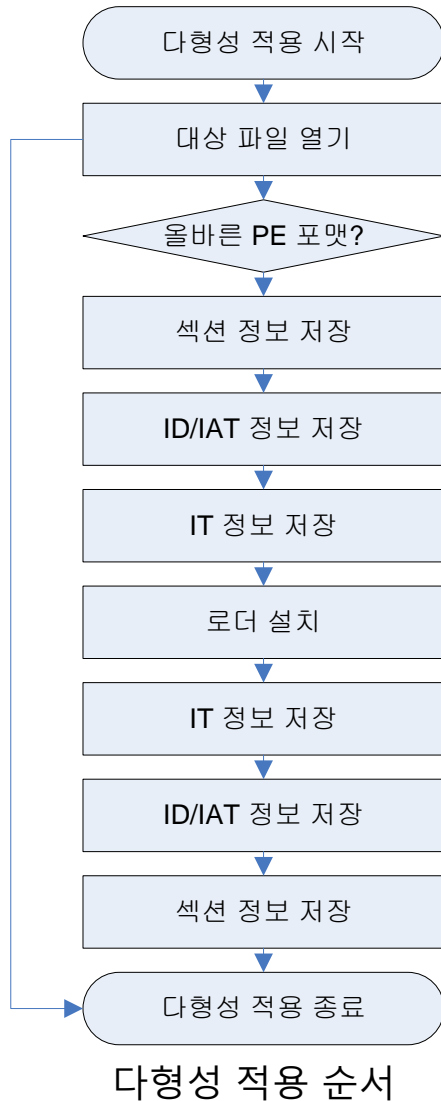 다형성 적용 시작
대상 파일 열기
올바른 PE 포맷?
섹션 정보 저장
ID/IAT 정보 저장
IT 정보 저장
로더 설치
IT 정보 저장
ID/IAT 정보 저장
섹션 정보 저장
다형성 적용 종료
다형성 적용 순서